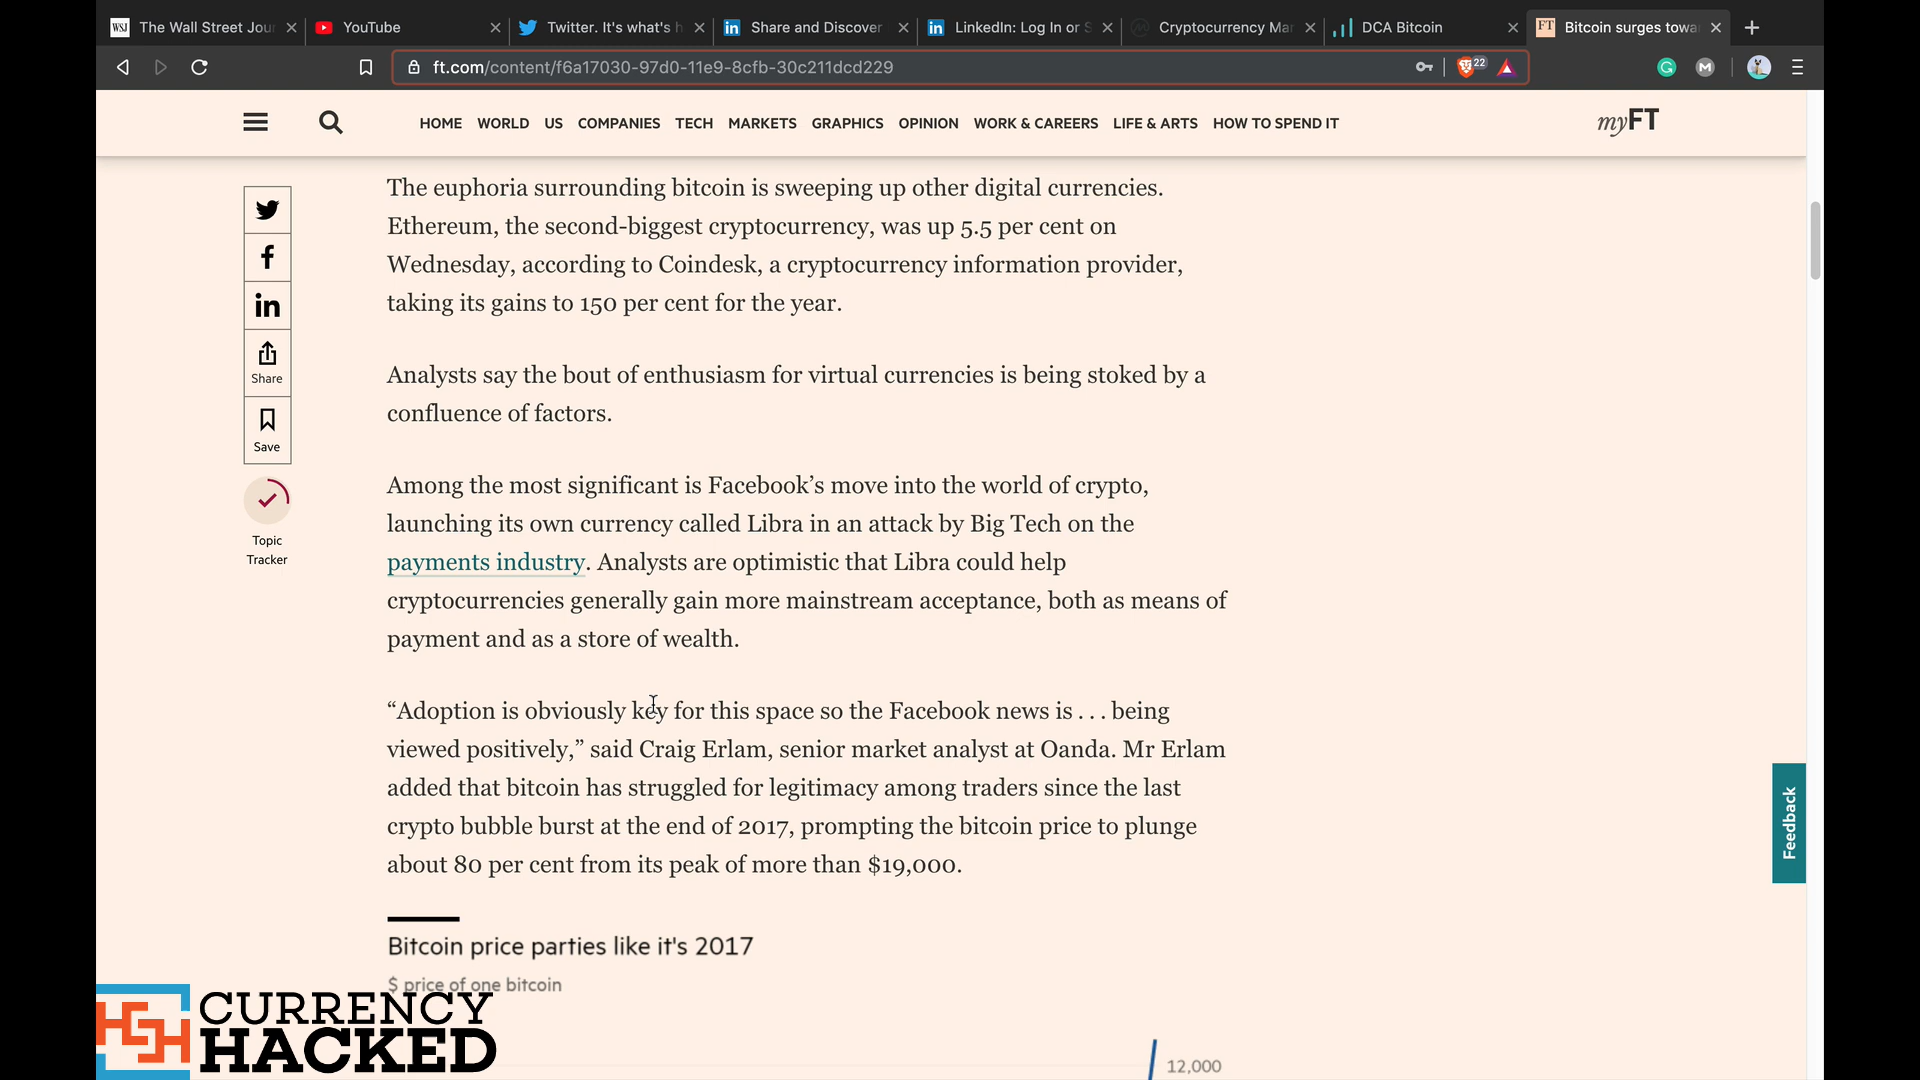 The Wall Street Jou
YouTube
Twitter. It's what's h
Share and Discover
LinkedIn: Log In or S
Cryptocurrency Mar
DCA Bitcoin
Bitcoin surges towar
ft.com/content/f6a17030-97d0-11e9-8cfb-30c211dcd229
22
HOME WORLD US COMPANIES TECH MARKETS GRAPHICS OPINION WORK & CAREERS LIFE & ARTS HOW TO SPEND IT
myFT
Share
Save
Topic
Tracker
The euphoria surrounding bitcoin is sweeping up other digital currencies.
Ethereum, the second-biggest cryptocurrency, was up 5.5 per cent on
Wednesday, according to Coindesk, a cryptocurrency information provider,
taking its gains to 150 per cent for the year.
Analysts say the bout of enthusiasm for virtual currencies is being stoked by a
confluence of factors.
Among the most significant is Facebook’s move into the world of crypto,
launching its own currency called Libra in an attack by Big Tech on the
payments industry. Analysts are optimistic that Libra could help
cryptocurrencies generally gain more mainstream acceptance, both as means of
payment and as a store of wealth.
“Adoption is obviously key for this space so the Facebook news is . . . being
viewed positively,” said Craig Erlam, senior market analyst at Oanda. Mr Erlam
added that bitcoin has struggled for legitimacy among traders since the last
crypto bubble burst at the end of 2017, prompting the bitcoin price to plunge
about 80 per cent from its peak of more than $19,000.
Bitcoin price parties like it's 2017
$ price of one bitcoin
12,000
Feedback
CURRENCY
HACKED